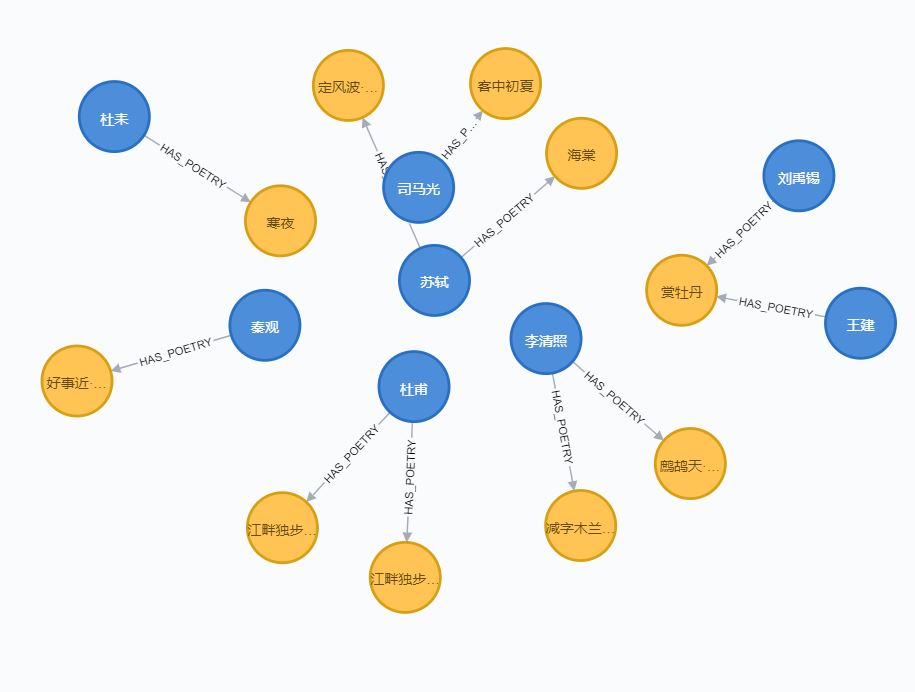 定风波·...
客中初夏
杜耒
HAS_POETRY
HAS_P...
海棠
HAS
司马光
寒夜
HAS_POETRY
刘禹锡
HAS_POETRY
苏轼
赏牡丹
HAS_POETRY
王建
秦观
李清照
HAS_POETRY
好事近·...
杜甫
HAS_POETRY
HAS_POETRY
HAS_POETRY
HAS_POETRY
鹧鸪天·...
江畔独步...
减字木兰...
江畔独步...